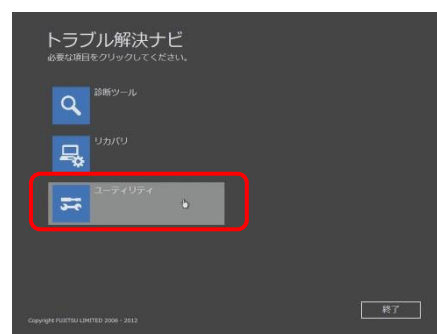 トラブル解決ナビ
必要な項目をクリックしてください。
診断ツール
リカバリ
ユーティリティ
終了
Copyright FUJITSU LIMITED 2006 - 2012